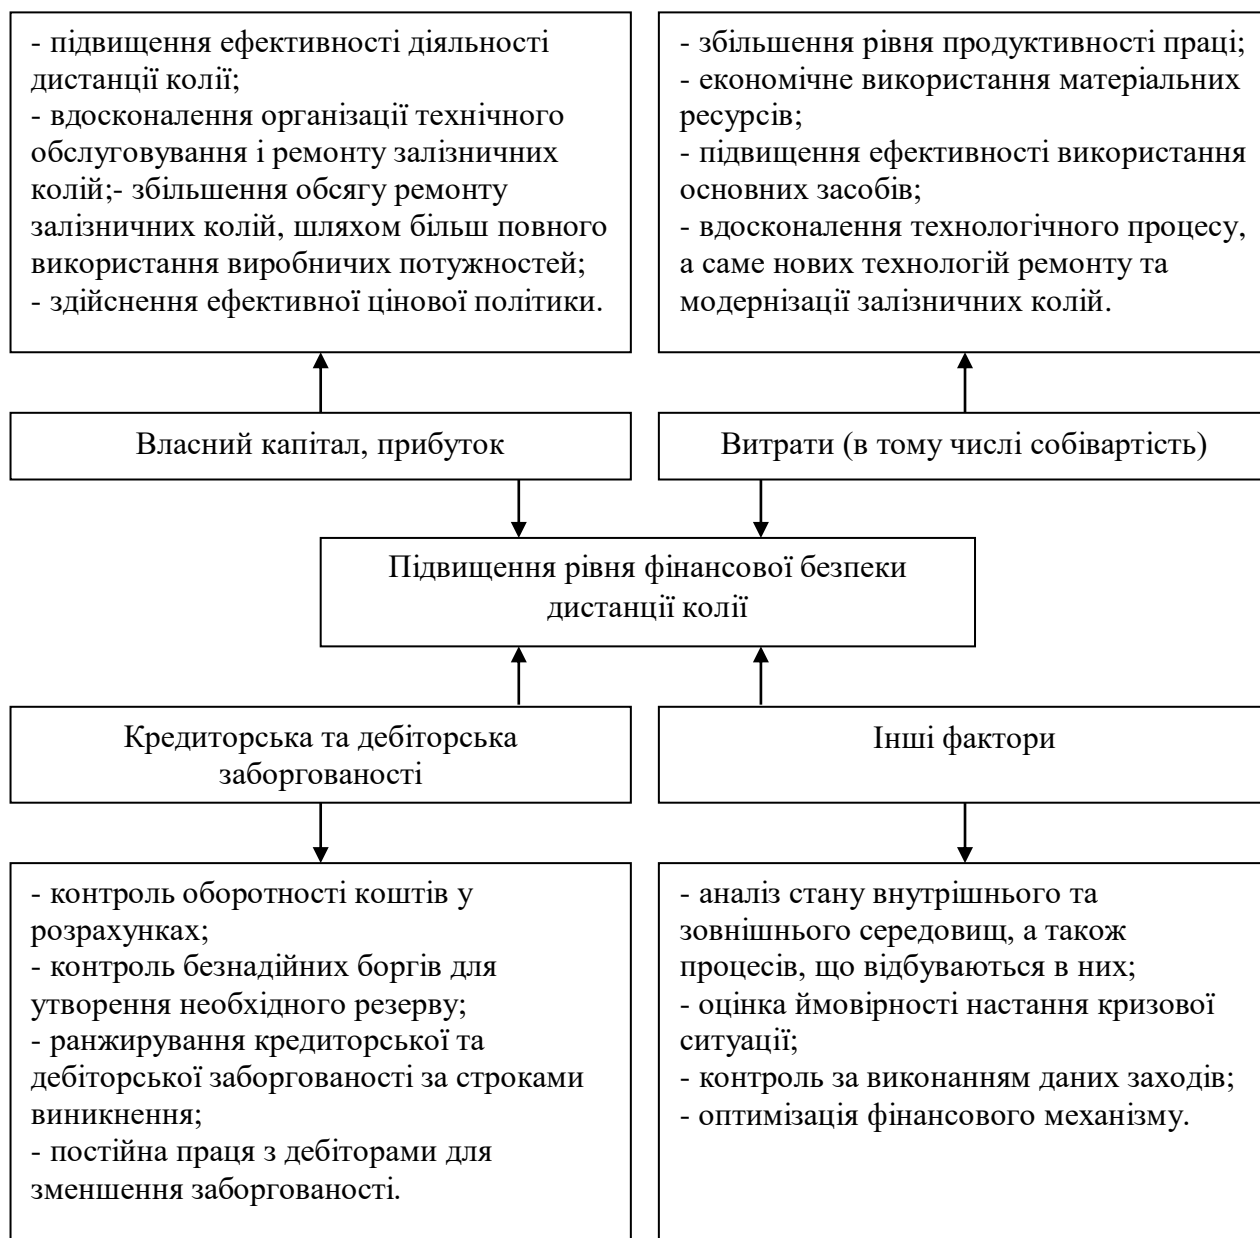 - підвищення ефективності діяльності
дистанції колії;
- вдосконалення організації технічного
обслуговування і ремонту залізничних
колій;- збільшення обсягу ремонту
залізничних колій, шляхом більш повного
використання виробничих потужностей;
- здійснення ефективної цінової політики.
- збільшення рівня продуктивності праці;
- економічне використання матеріальних
ресурсів;
- підвищення ефективності використання
основних засобів;
- вдосконалення технологічного процесу,
а саме нових технологій ремонту та
модернізації залізничних колій.
Власний капітал, прибуток
Витрати (в тому числі собівартість)
Підвищення рівня фінансової безпеки
дистанції колії
Кредиторська та дебіторська
заборгованості
Інші фактори
- контроль оборотності коштів у
розрахунках;
- контроль безнадійних боргів для
утворення необхідного резерву;
- ранжирування кредиторської та
дебіторської заборгованості за строками
виникнення;
- постійна праця з дебіторами для
зменшення заборгованості.
- аналіз стану внутрішнього та
зовнішнього середовищ, а також
процесів, що відбуваються в них;
- оцінка ймовірності настання кризової
ситуації;
- контроль за виконанням даних заходів;
- оптимізація фінансового механізму.